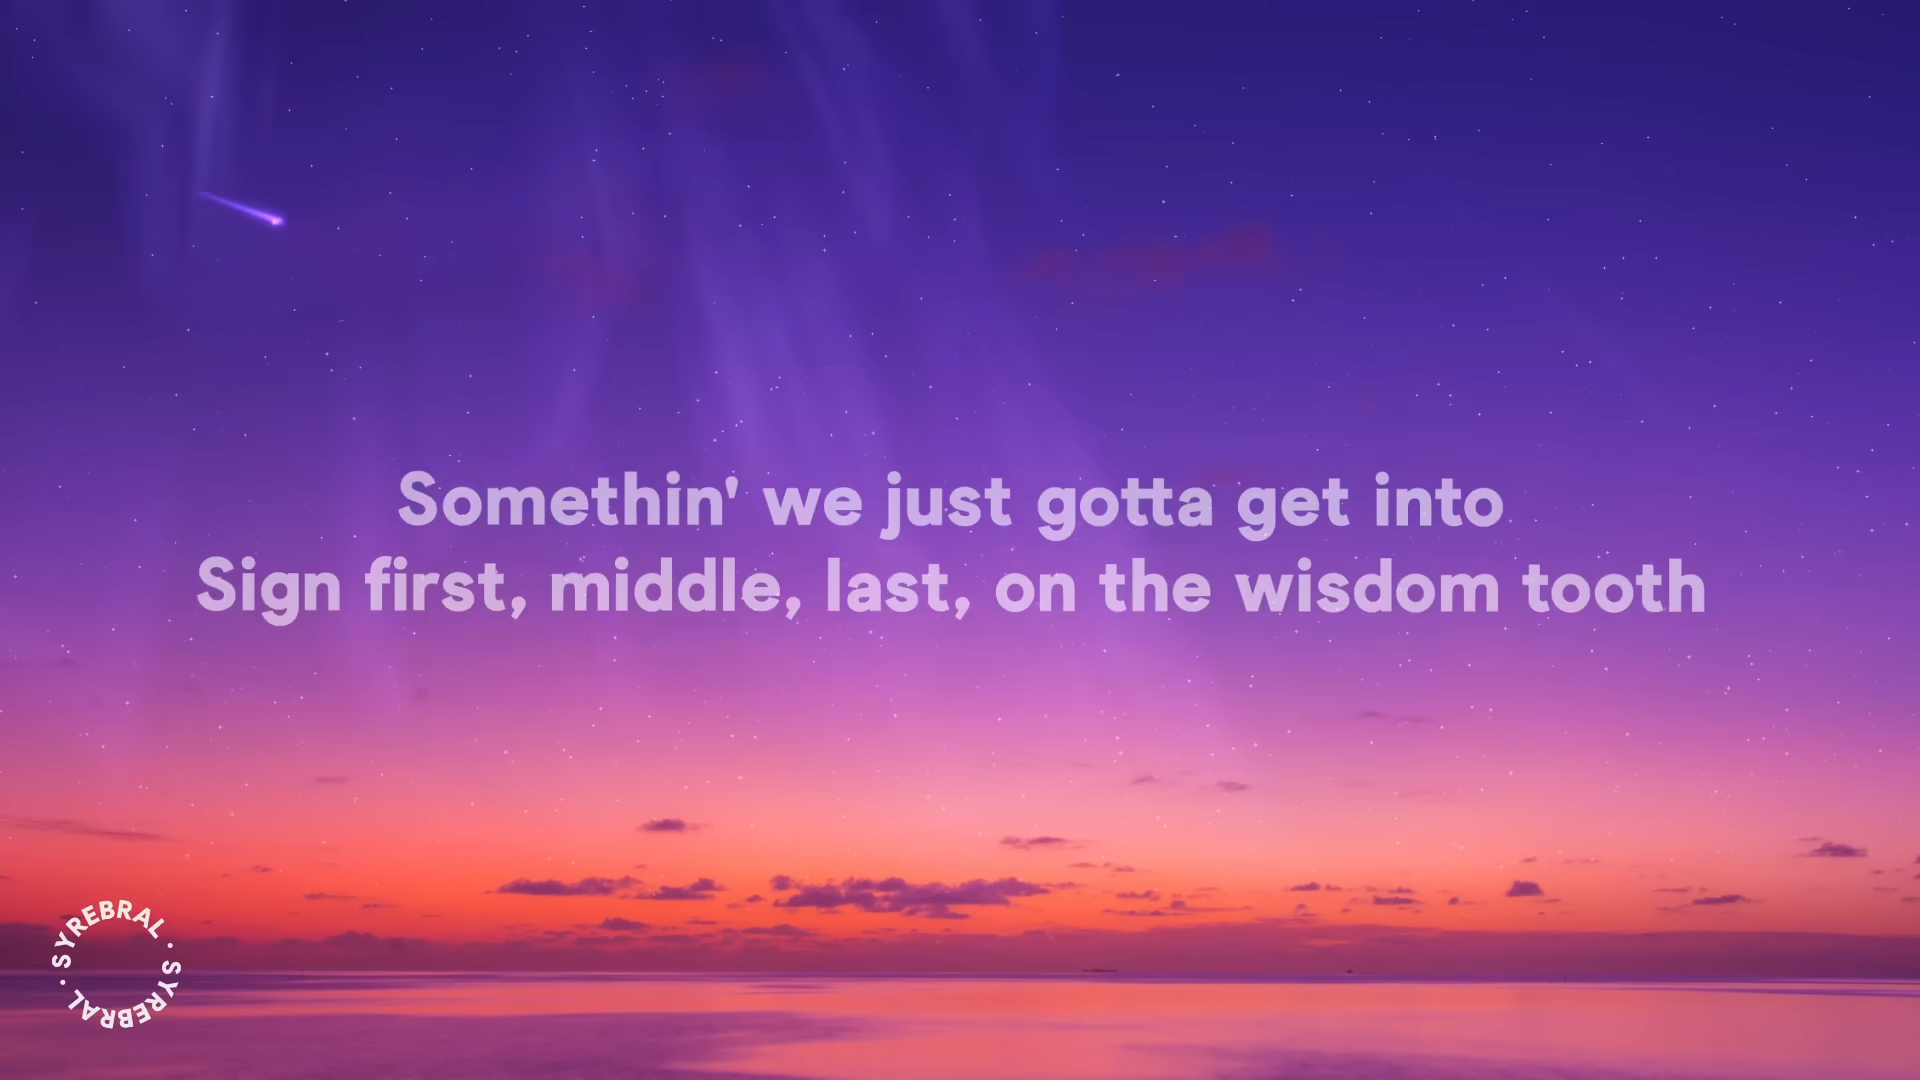 Somethin' we just gotta get into
Sign first, middle, last, on the wisdom tooth
SYREBRAL · SYREBRAL ·